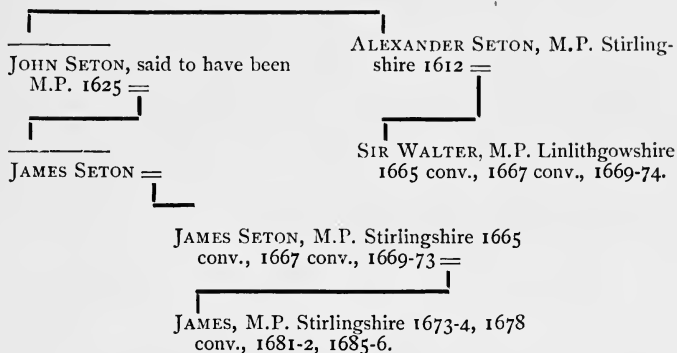 JOHN SETON, said to have been
M.P. 1625 =
ALEXANDER SETON, M.P. Stirling-
shire 1612 =
JAMES SETON =
SIR WALTER, M.P. Linlithgowshire
1665 conv., 1667 conv., 1669-74.
JAMES SETON, M.P. Stirlingshire 1665
conv., 1667 conv., 1669-73 =
JAMES, M.P. Stirlingshire 1673-4, 1678
conv., 1681-2, 1685-6.